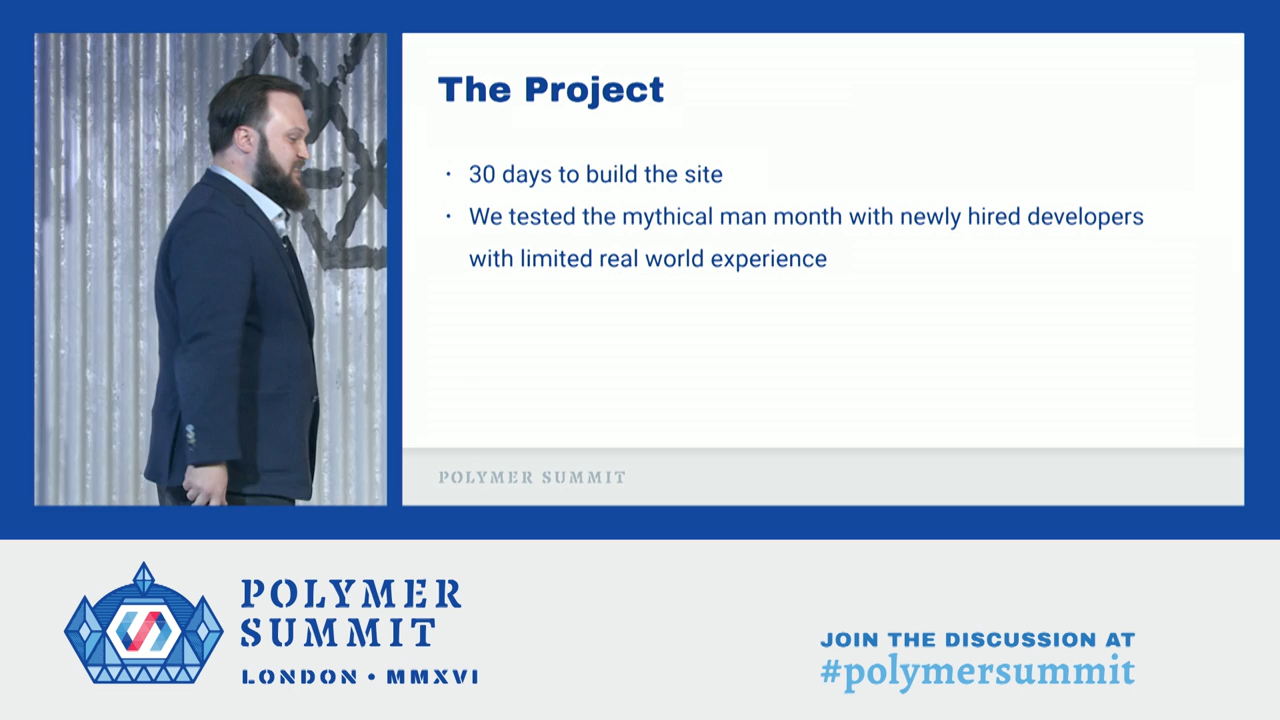 The Project
· 30 days to build the site
· We tested the mythical man month with newly hired developers
with limited real world experience
POLYMER SUMMIT
POLYMER
SUMMIT
LONDON • MMXVI
JOIN THE DISCUSSION AT
#polymersummit